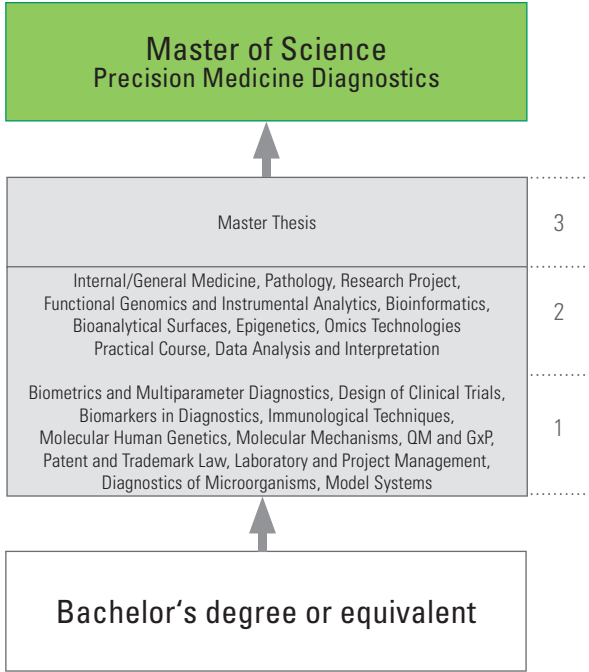 Master of Science
Precision Medicine Diagnostics
Master Thesis
3
Internal/General Medicine, Pathology, Research Project,
Functional Genomics and Instrumental Analytics, Bioinformatics,
Bioanalytical Surfaces, Epigenetics, Omics Technologies
Practical Course, Data Analysis and Interpretation
2
Biometrics and Multiparameter Diagnostics, Design of Clinical Trials,
Biomarkers in Diagnostics, Immunological Techniques,
Molecular Human Genetics, Molecular Mechanisms, QM and GxP,
Patent and Trademark Law, Laboratory and Project Management,
Diagnostics of Microorganisms, Model Systems
1
Bachelor‘s degree or equivalent